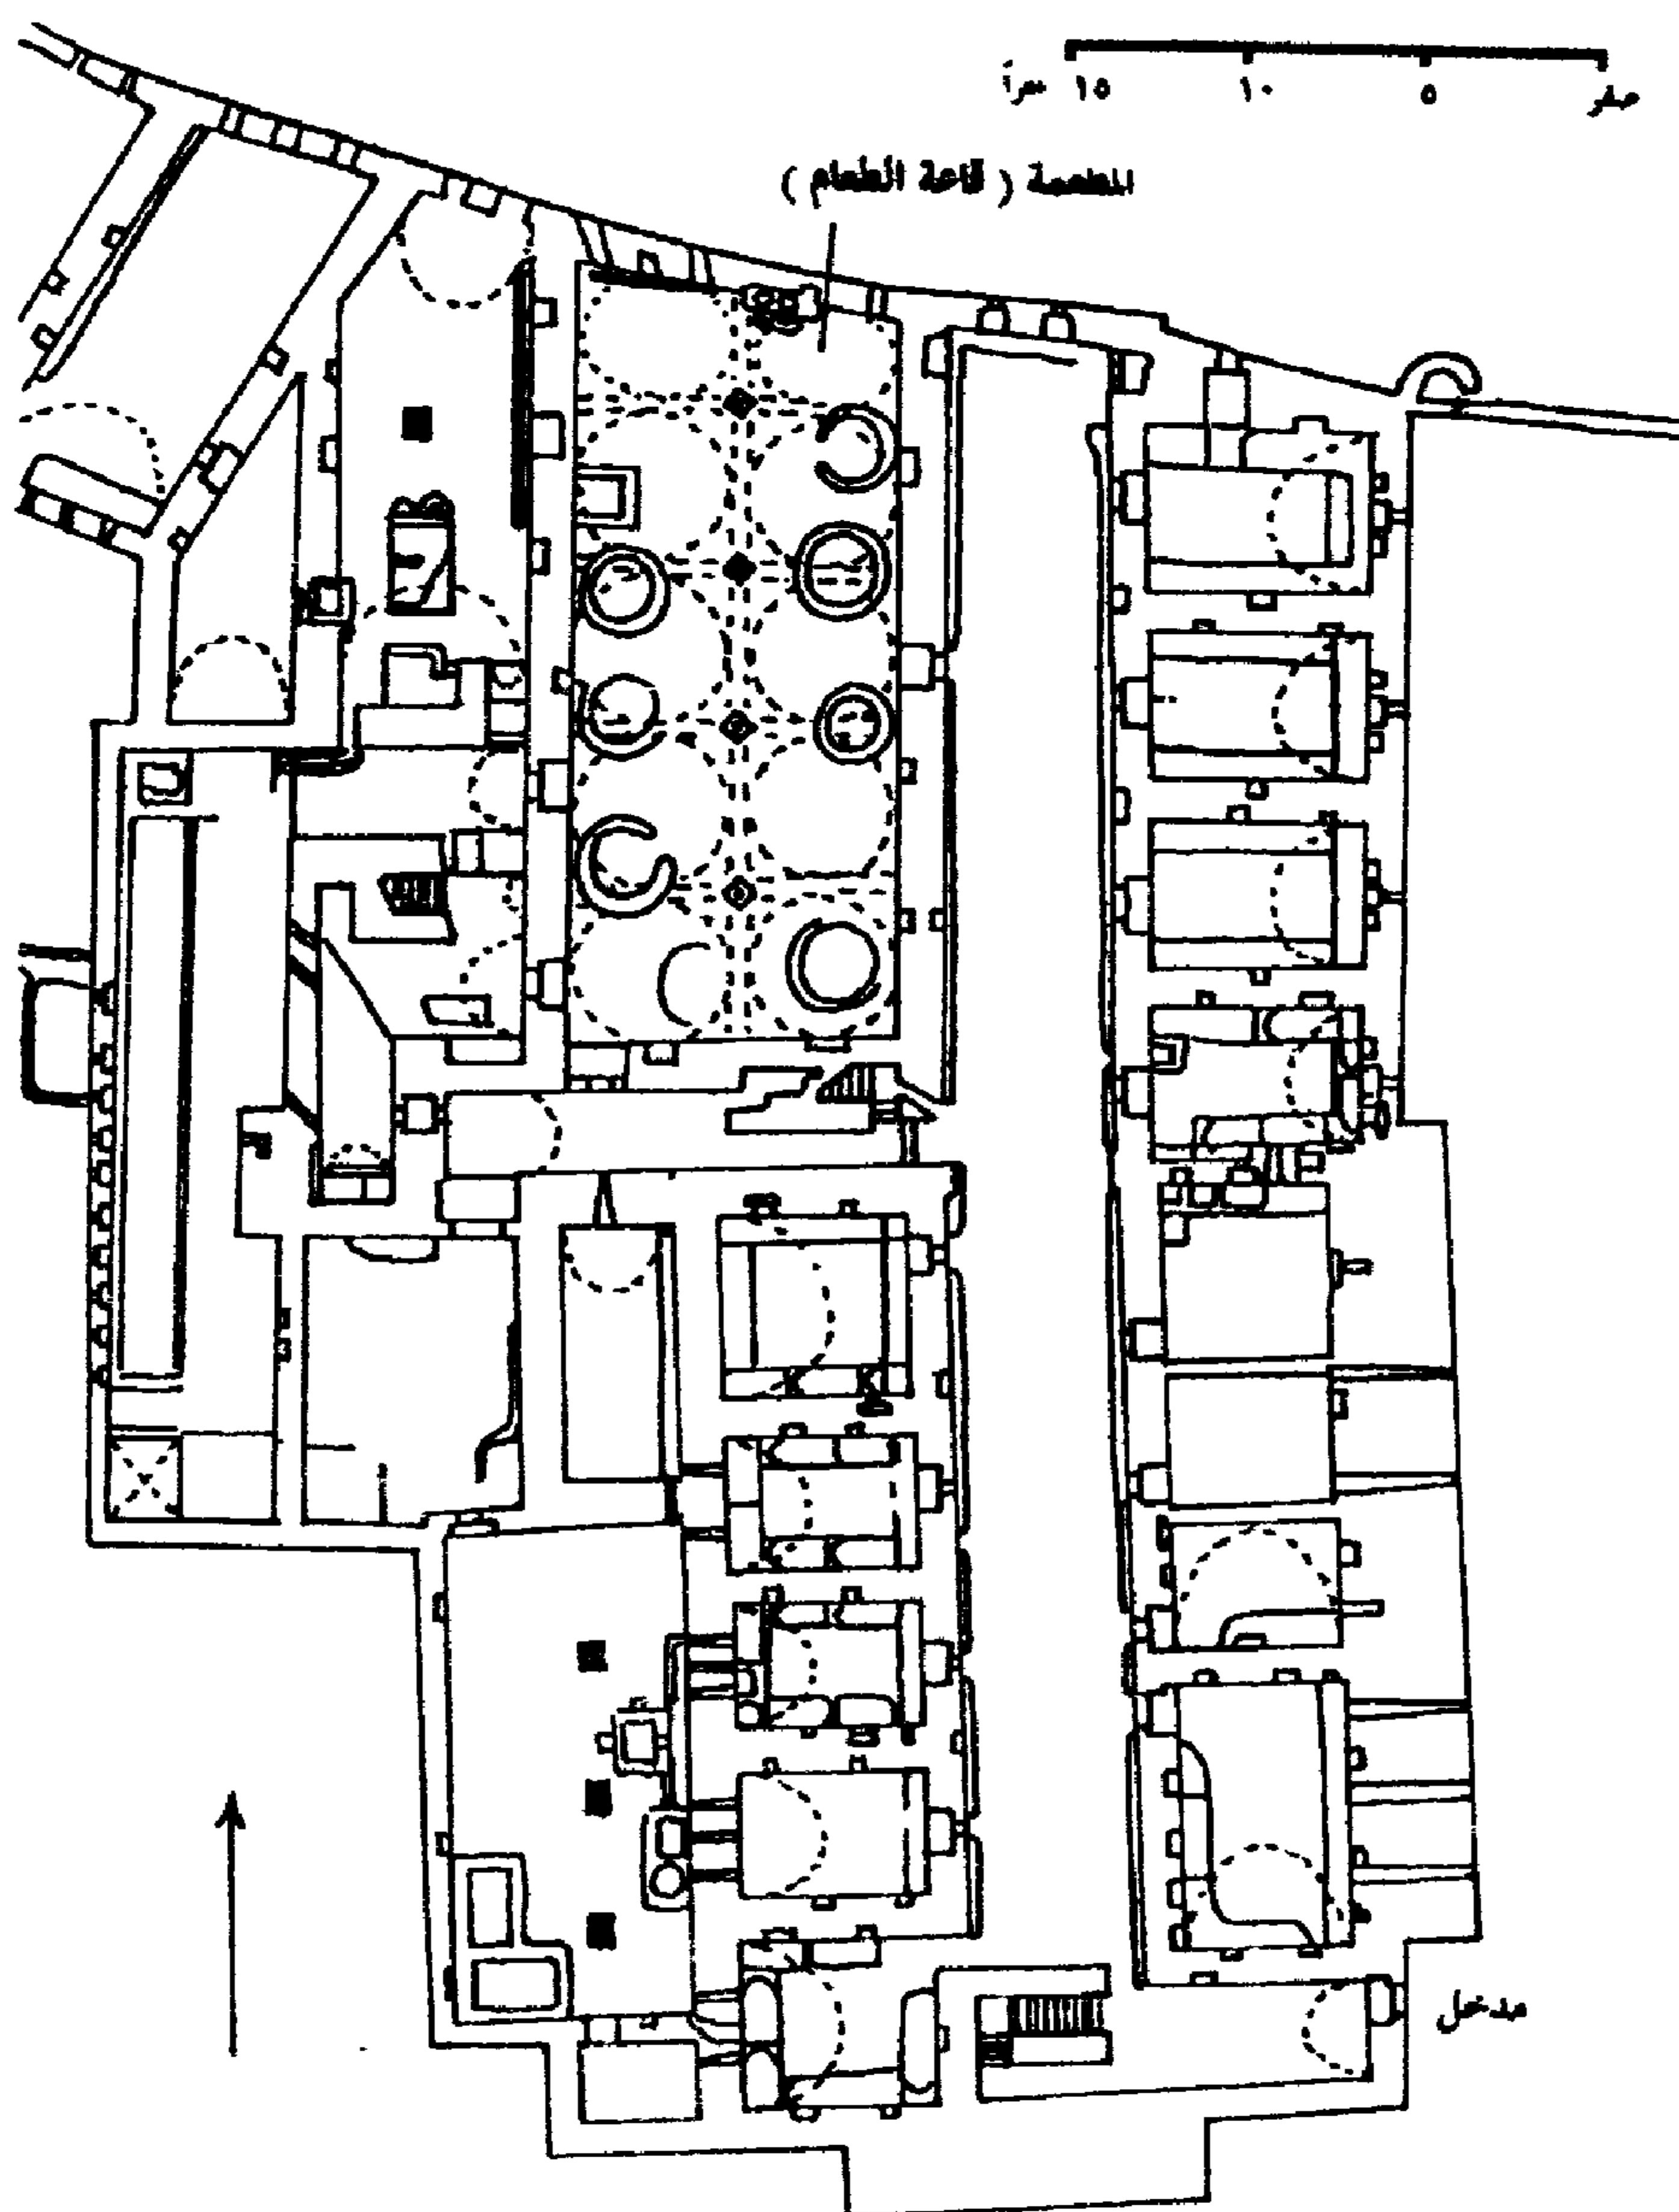 صفر ٥ ١٠ ١٥ متراً
المطعمة ( قاعة الطعام )
مدخل